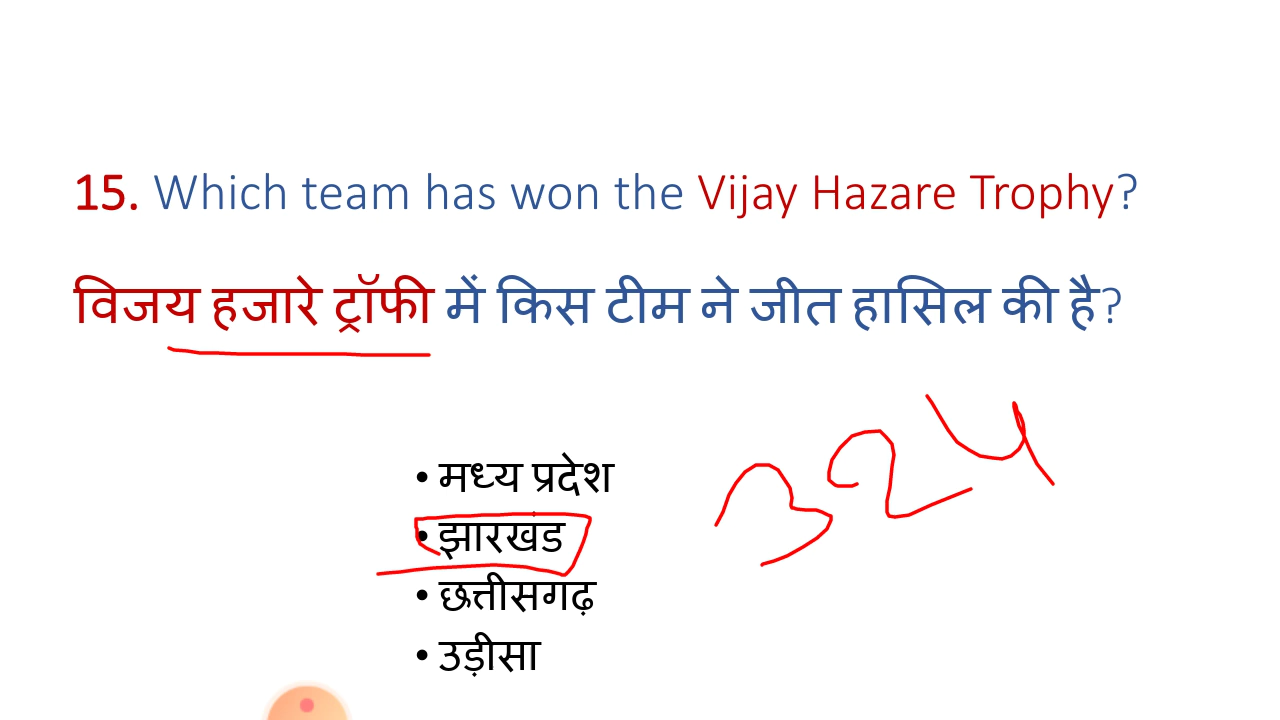 15. Which team has won the Vijay Hazare Trophy?
विजय हजारे ट्रॉफी में किस टीम ने जीत हासिल की है?
• मध्य प्रदेश
324
• झारखंड
• छत्तीसगढ़
• उड़ीसा